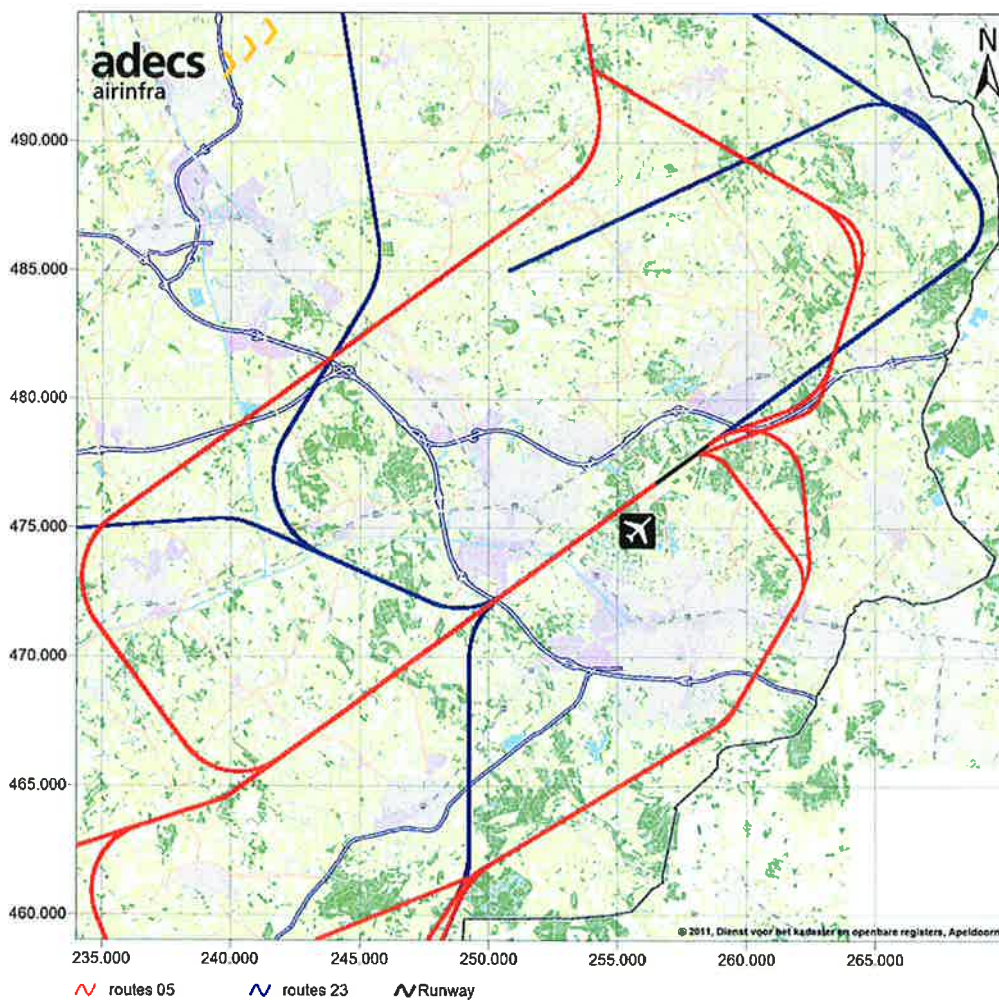 adecs
airinfra
N
490.000
485.000
480.000
475.000
470.000
465.000
460.000
© 2011, Dienst voor het kadaster en openbare registers, Apeldoorn
235.000 240.000 245.000 250.000 255.000 260.000 265.000
routes 05 routes 23 Runway